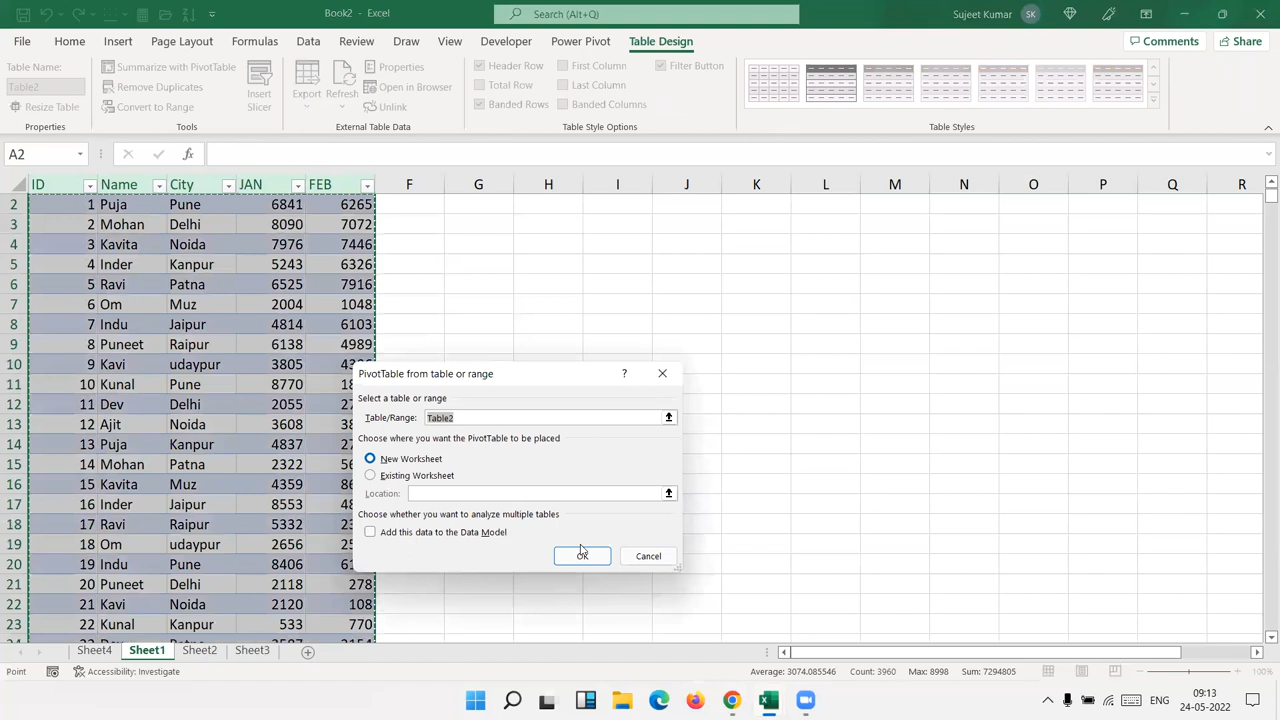 Book2 - Excel
Search (Alt+Q)
Sujeet Kumar
SK
File Home Insert Page Layout Formulas Data Review Draw View Developer Power Pivot Table Design
Comments Share
Table Name:
Table2
Resize Table
Properties
Summarize with PivotTable
Remove Duplicates
Convert to Range
Insert Slicer
Tools
Export Refresh
Properties
Open in Browser
Unlink
External Table Data
Header Row First Column Filter Button
Total Row Last Column
Banded Rows Banded Columns
Table Style Options
Table Styles
A2
ID Name City JAN FEB F G H I J K L M N O P Q R
2 1 Puja Pune 6841 6265
3 2 Mohan Delhi 8090 7072
4 3 Kavita Noida 7976 7446
5 4 Inder Kanpur 5243 6326
6 5 Ravi Patna 6525 7916
7 6 Om Muz 2004 1048
8 7 Indu Jaipur 4814 6103
9 8 Puneet Raipur 6138 4989
10 9 Kavi udaypur 3805
11 10 Kunal Pune 8770
12 11 Dev Delhi 2055
13 12 Ajit Noida 3608
14 13 Puja Kanpur 4837
15 14 Mohan Patna 2322
16 15 Kavita Muz 4359
17 16 Inder Jaipur 8553
18 17 Ravi Raipur 5332
19 18 Om udaypur 2656
20 19 Indu Pune 8406
21 20 Puneet Delhi 2118 278
22 21 Kavi Noida 2120 108
23 22 Kunal Kanpur 533 770
PivotTable from table or range ?
Select a table or range
Table/Range: Table2
Choose where you want the PivotTable to be placed
New Worksheet
Existing Worksheet
Location:
Choose whether you want to analyze multiple tables
Add this data to the Data Model
OK Cancel
Sheet4 Sheet1 Sheet2 Sheet3
Point Accessibility: Investigate Average: 3074.085546 Count: 3960 Max: 8998 Sum: 7294805 100%
ENG
09:13
24-05-2022